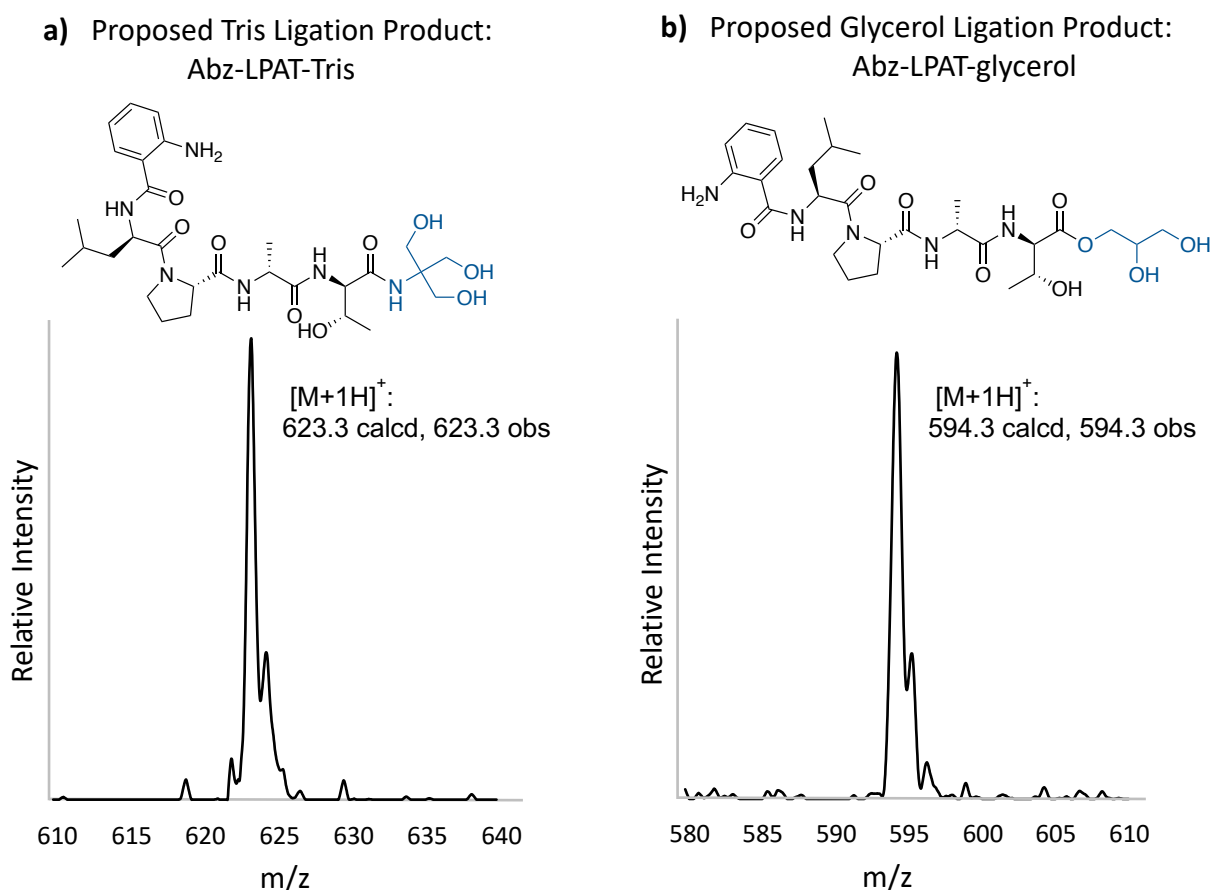 a) Proposed Tris Ligation Product:
Abz-LPAT-Tris
NH2
O
HN
O
N
O
N
H
O
H
N
O
HO
N
H
OH
OH
OH
[M+1H]+:
623.3 calcd, 623.3 obs
Relative Intensity
610 615 620 625 630 635 640
m/z
b) Proposed Glycerol Ligation Product:
Abz-LPAT-glycerol
H2N
O
N
H
O
N
O
N
H
O
H
N
O
OH
O
OH
OH
[M+1H]+:
594.3 calcd, 594.3 obs
Relative Intensity
580 585 590 595 600 605 610
m/z